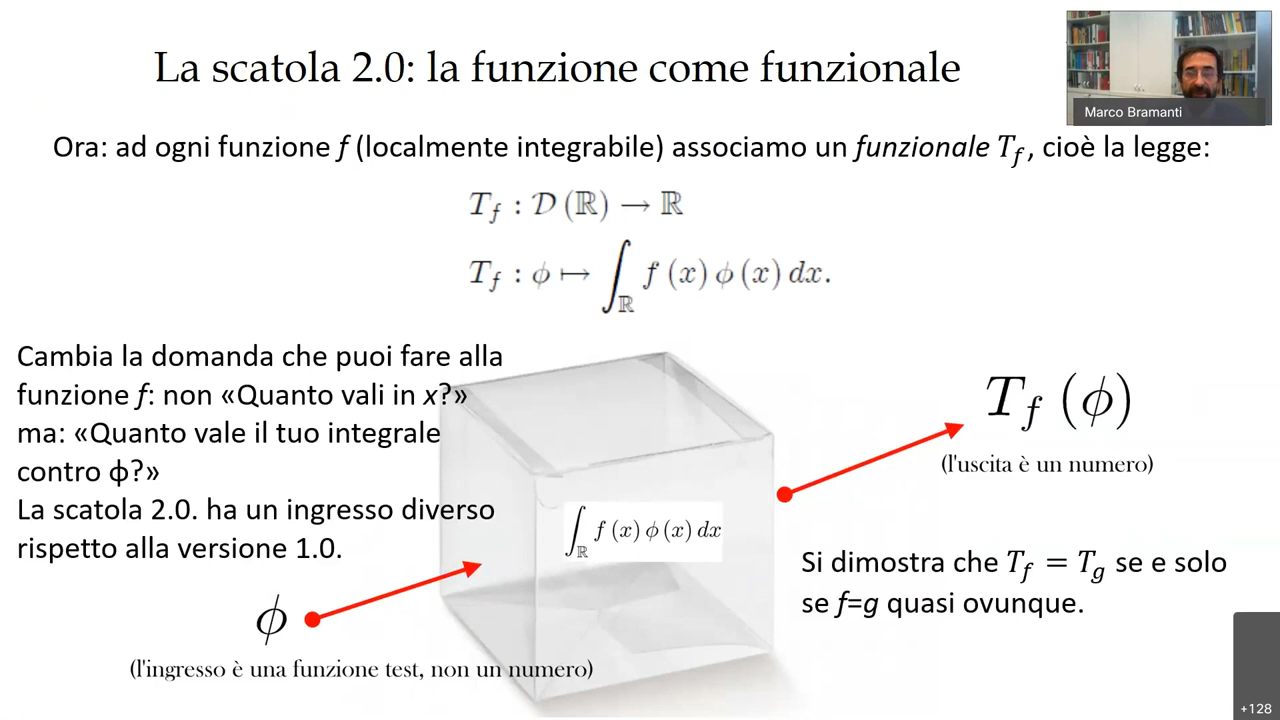 La scatola 2.0: la funzione come funzionale
Marco Bramanti
Ora: ad ogni funzione f (localmente integrabile) associamo un funzionale T_f, cioè la legge:
T_f : 𝒟 (ℝ) → ℝ
T_f : ϕ ↦ ∫_ℝ f (x) ϕ (x) dx.
Cambia la domanda che puoi fare alla
funzione f: non «Quanto vali in x?»
ma: «Quanto vale il tuo integrale
contro ϕ?»
La scatola 2.0. ha un ingresso diverso
rispetto alla versione 1.0.
ϕ
(l'ingresso è una funzione test, non un numero)
∫_ℝ f (x) ϕ (x) dx
T_f (ϕ)
(l'uscita è un numero)
Si dimostra che T_f = T_g se e solo
se f=g quasi ovunque.
+128